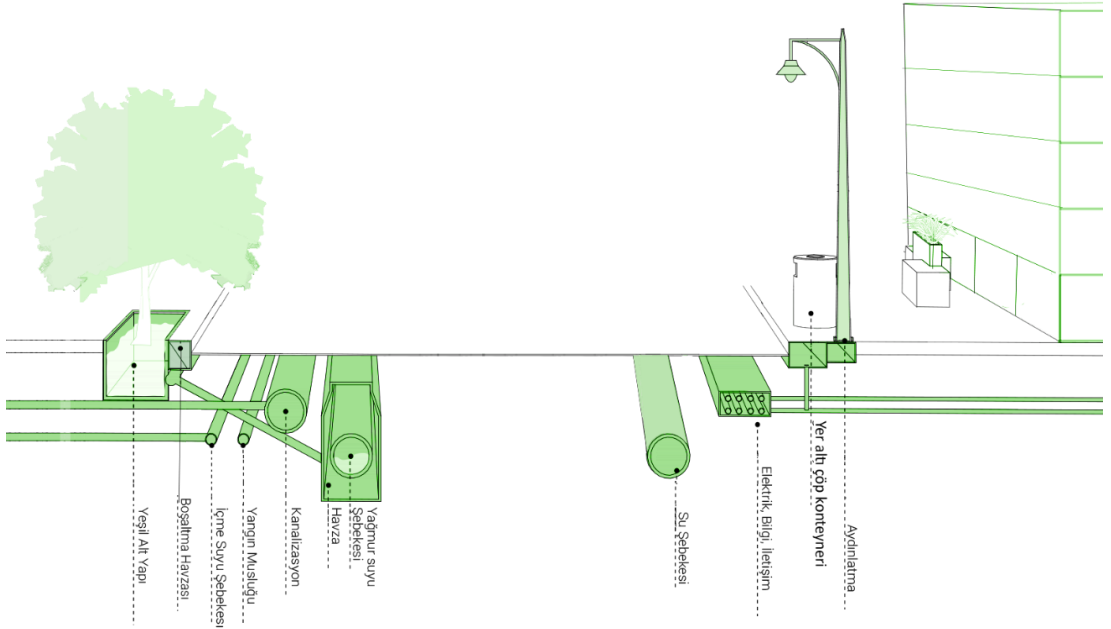 Yeşil Alt Yapı
Boşaltma Havzası
İçme Suyu Şebekesi
Yangın Musluğu
Kanalizasyon
Havza
Yağmur suyu
Şebekesi
Su Şebekesi
Elektrik, Bilgi, İletişim
Yer altı çöp konteyneri
Aydınlatma